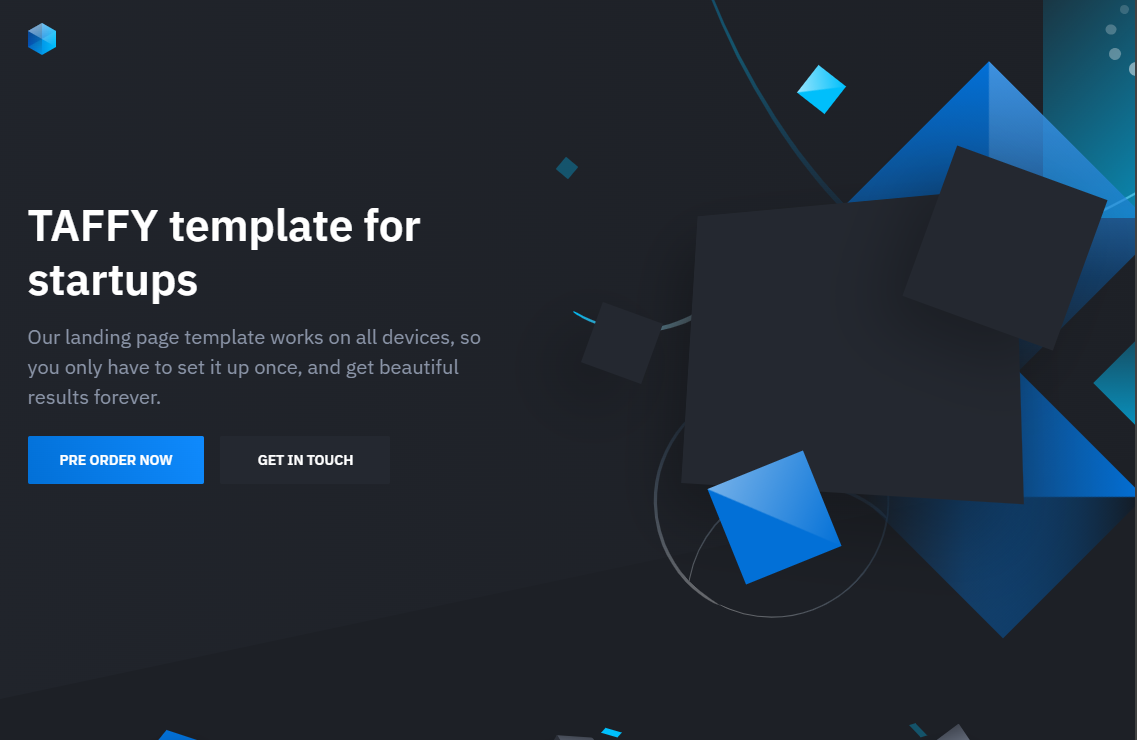 TAFFY template for
startups
Our landing page template works on all devices, so
you only have to set it up once, and get beautiful
results forever.
PRE ORDER NOW
GET IN TOUCH